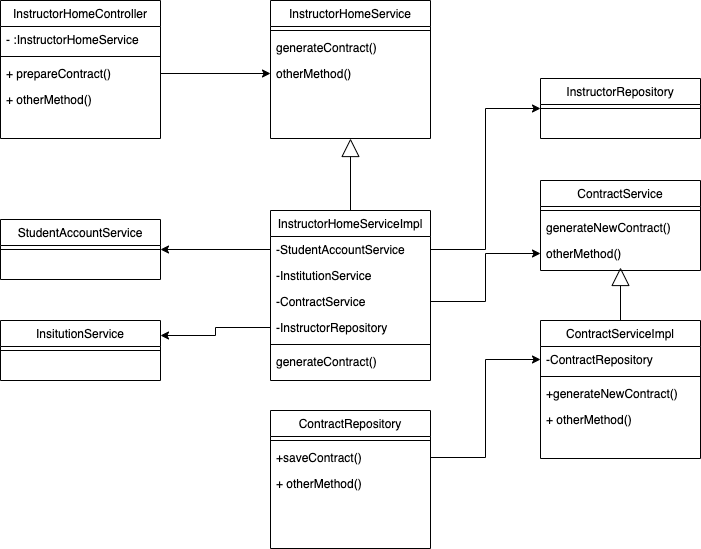 InstructorHomeController
- :InstructorHomeService
+ prepareContract()
+ otherMethod()
InstructorHomeService
generateContract()
otherMethod()
InstructorRepository
ContractService
generateNewContract()
otherMethod()
StudentAccountService
InstructorHomeServiceImpl
-StudentAccountService
-InstitutionService
-ContractService
-InstructorRepository
generateContract()
InsitutionService
ContractServiceImpl
-ContractRepository
+generateNewContract()
+ otherMethod()
ContractRepository
+saveContract()
+ otherMethod()